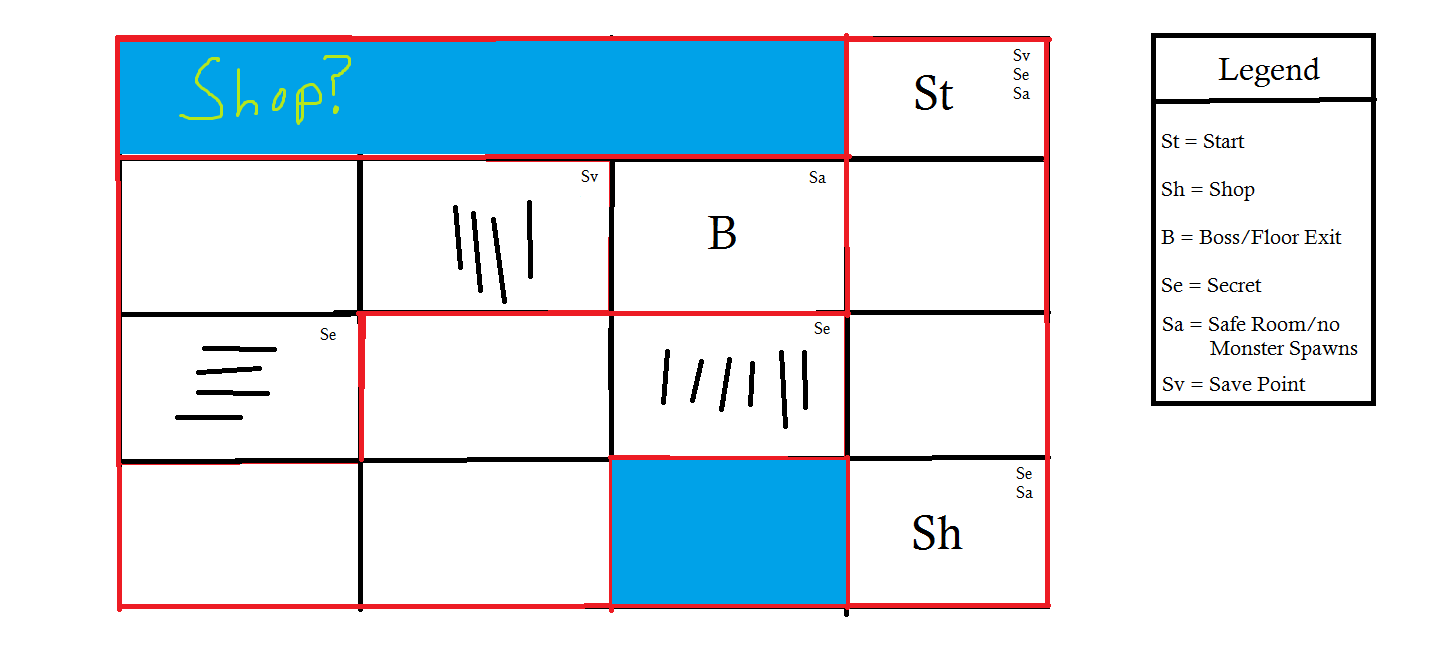 Shop?
St
Sv
Se
Sa
Sv
B
Sa
Se
Se
Sh
Se
Sa
Legend
St = Start
Sh = Shop
B = Boss/Floor Exit
Se = Secret
Sa = Safe Room/no
Monster Spawns
Sv = Save Point